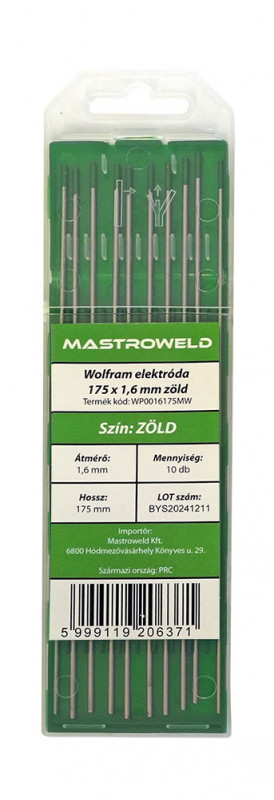 MASTROWELD
Wolfram elektróda
175 x 1,6 mm zöld
Termék kód: WP0016175MW
Szín: ZÖLD
Átmérő:
1,6 mm
Mennyiség:
10 db
Hossz:
175 mm
LOT szám:
BYS20241211
Importőr:
Mastroweld Kft.
6800 Hódmezővásárhely Könyves u. 29.
Származási ország: PRC
5 999119 206371